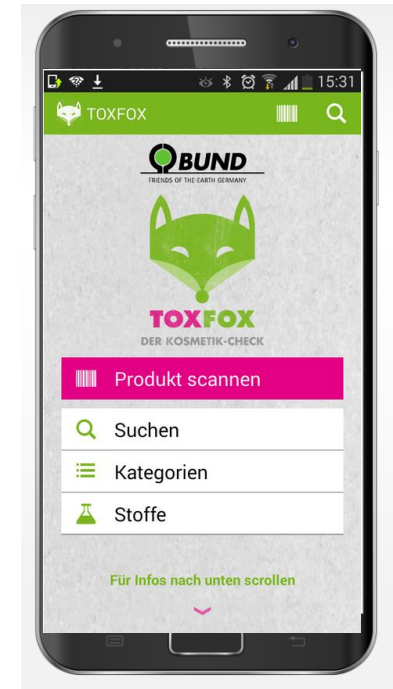 15:31
TOXFOX
BUND
FRIENDS OF THE EARTH GERMANY
TOXFOX
DER KOSMETIK-CHECK
Produkt scannen
Suchen
Kategorien
Stoffe
Für Infos nach unten scrollen